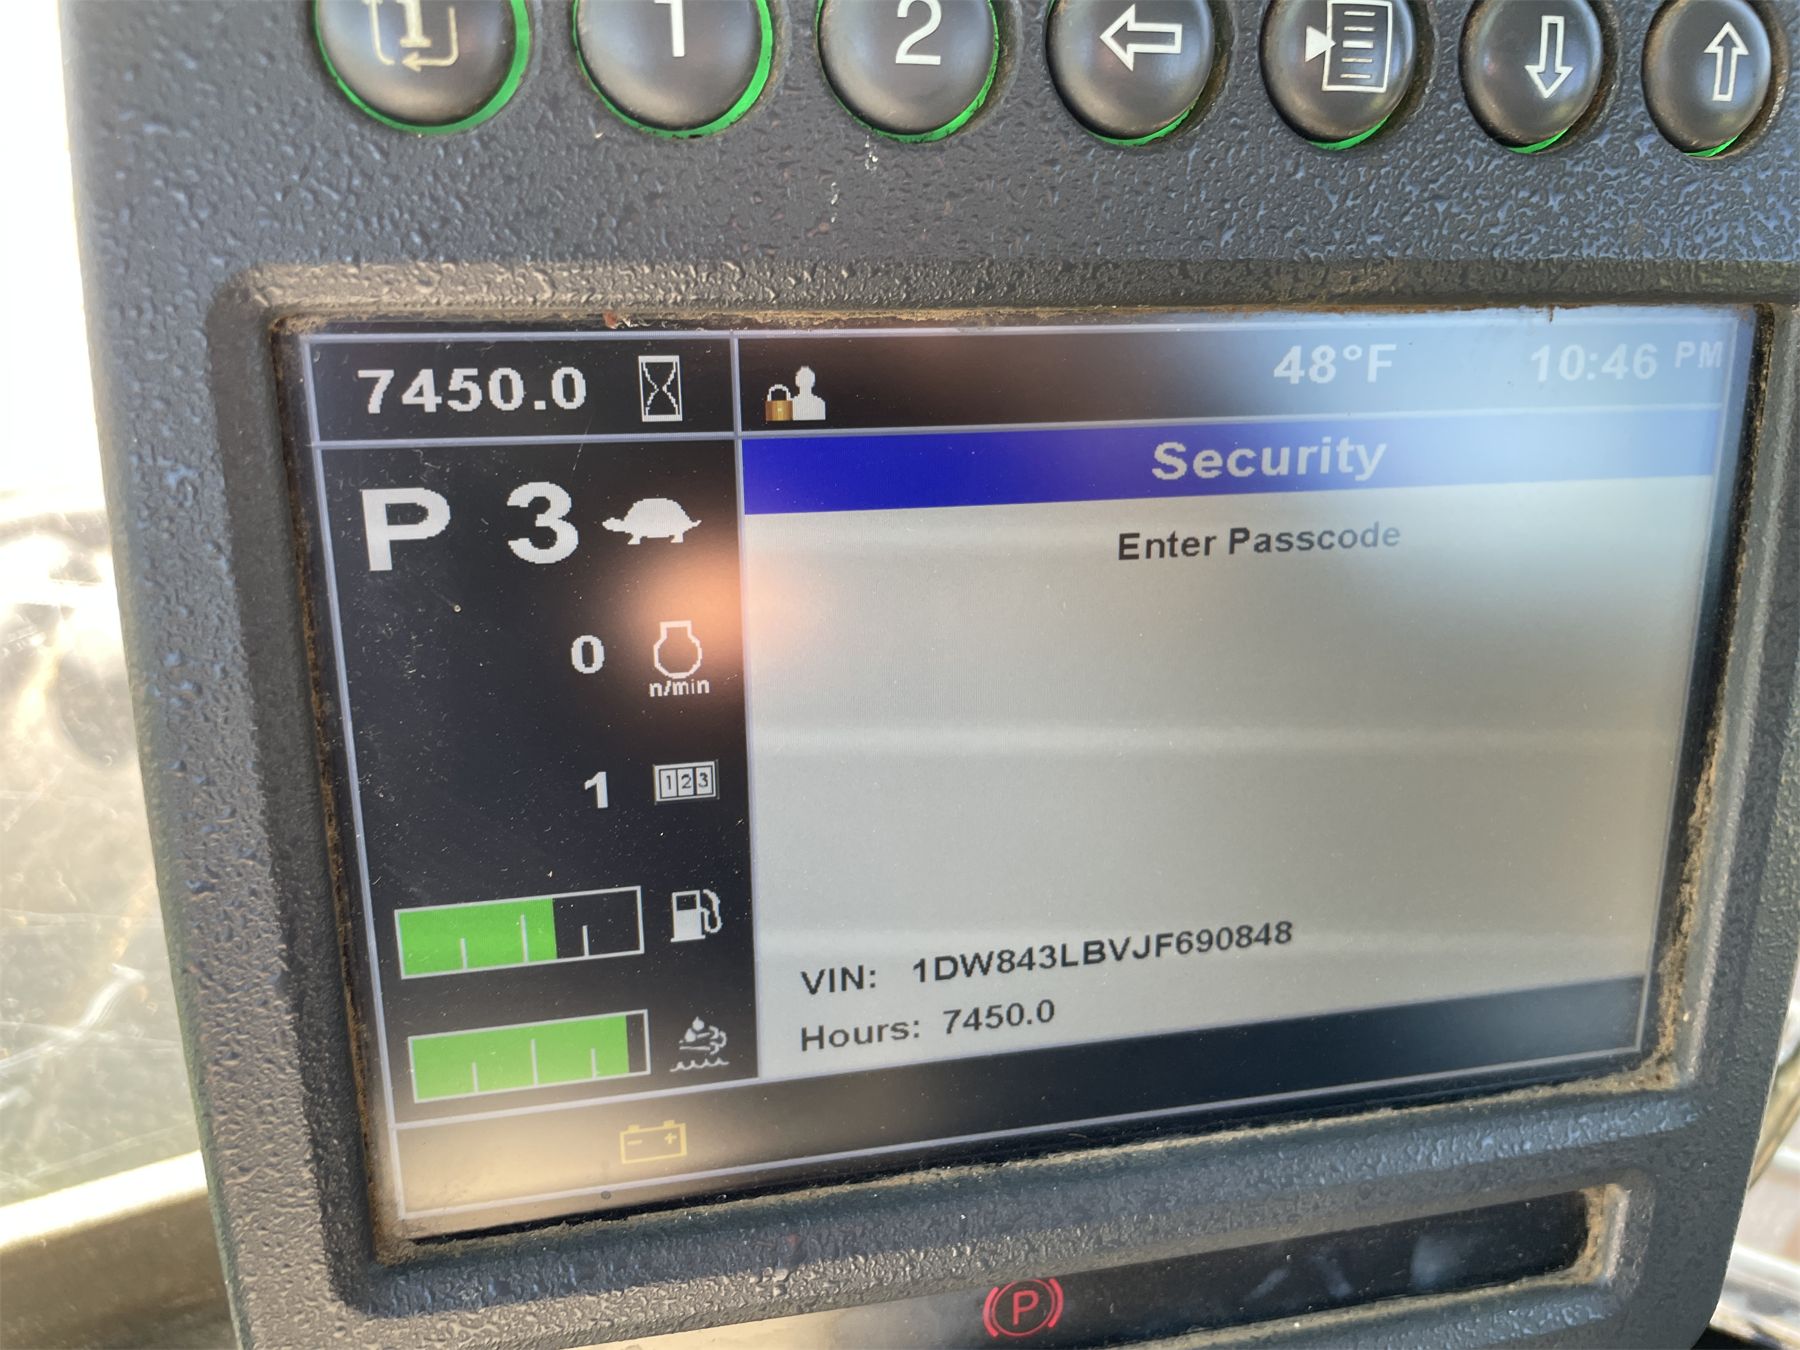 1
1
2
7450.0
48°F
10:46 PM
Security
P 3
Enter Passcode
0
n/min
1
123
VIN: 1DW843LBVJF690848
Hours: 7450.0
- +
P